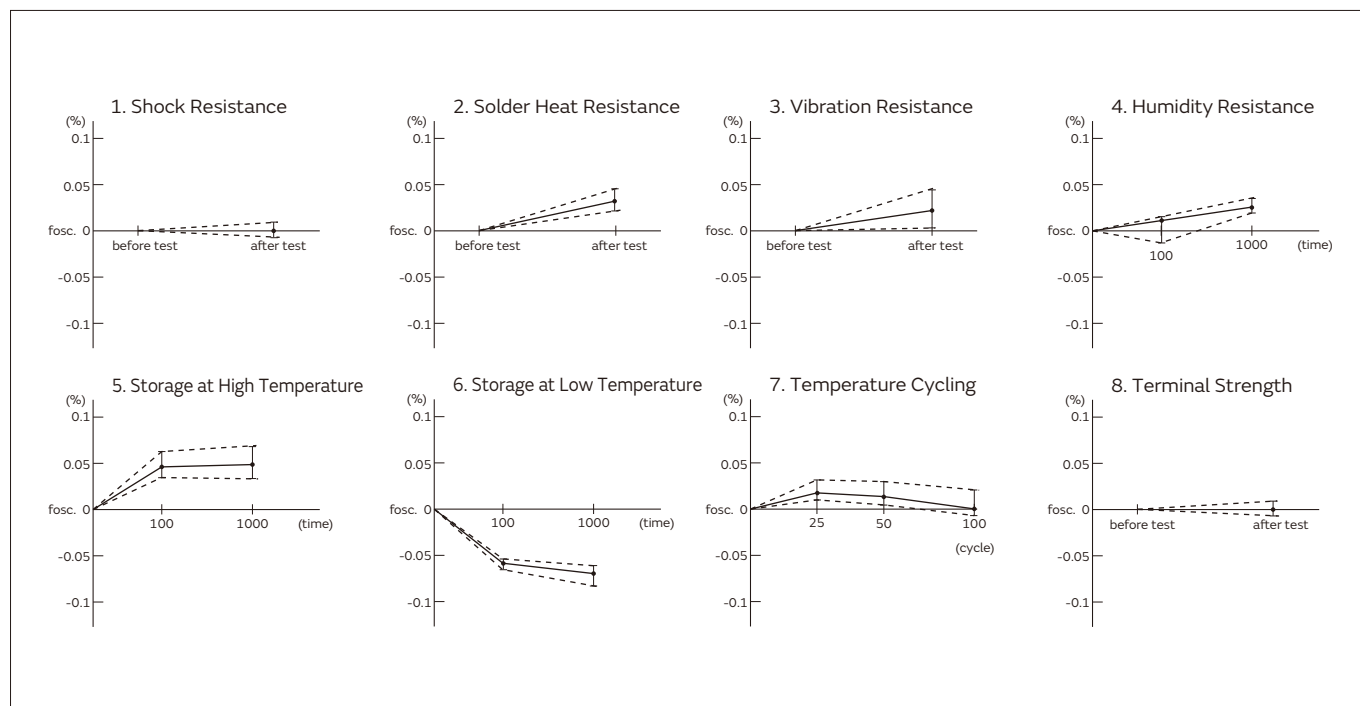 1. Shock Resistance
(%)
0.1
0.05
fosc. 0
before test
after test
-0.05
-0.1
2. Solder Heat Resistance
(%)
0.1
0.05
fosc. 0
before test
after test
-0.05
-0.1
3. Vibration Resistance
(%)
0.1
0.05
fosc. 0
before test
after test
-0.05
-0.1
4. Humidity Resistance
(%)
0.1
0.05
fosc. 0
100
1000
(time)
-0.05
-0.1
5. Storage at High Temperature
(%)
0.1
0.05
fosc. 0
100
1000
(time)
-0.05
-0.1
6. Storage at Low Temperature
(%)
0.1
0.05
fosc. 0
100
1000
(time)
-0.05
-0.1
7. Temperature Cycling
(%)
0.1
0.05
fosc. 0
25
50
100
(cycle)
-0.05
-0.1
8. Terminal Strength
(%)
0.1
0.05
fosc. 0
before test
after test
-0.05
-0.1